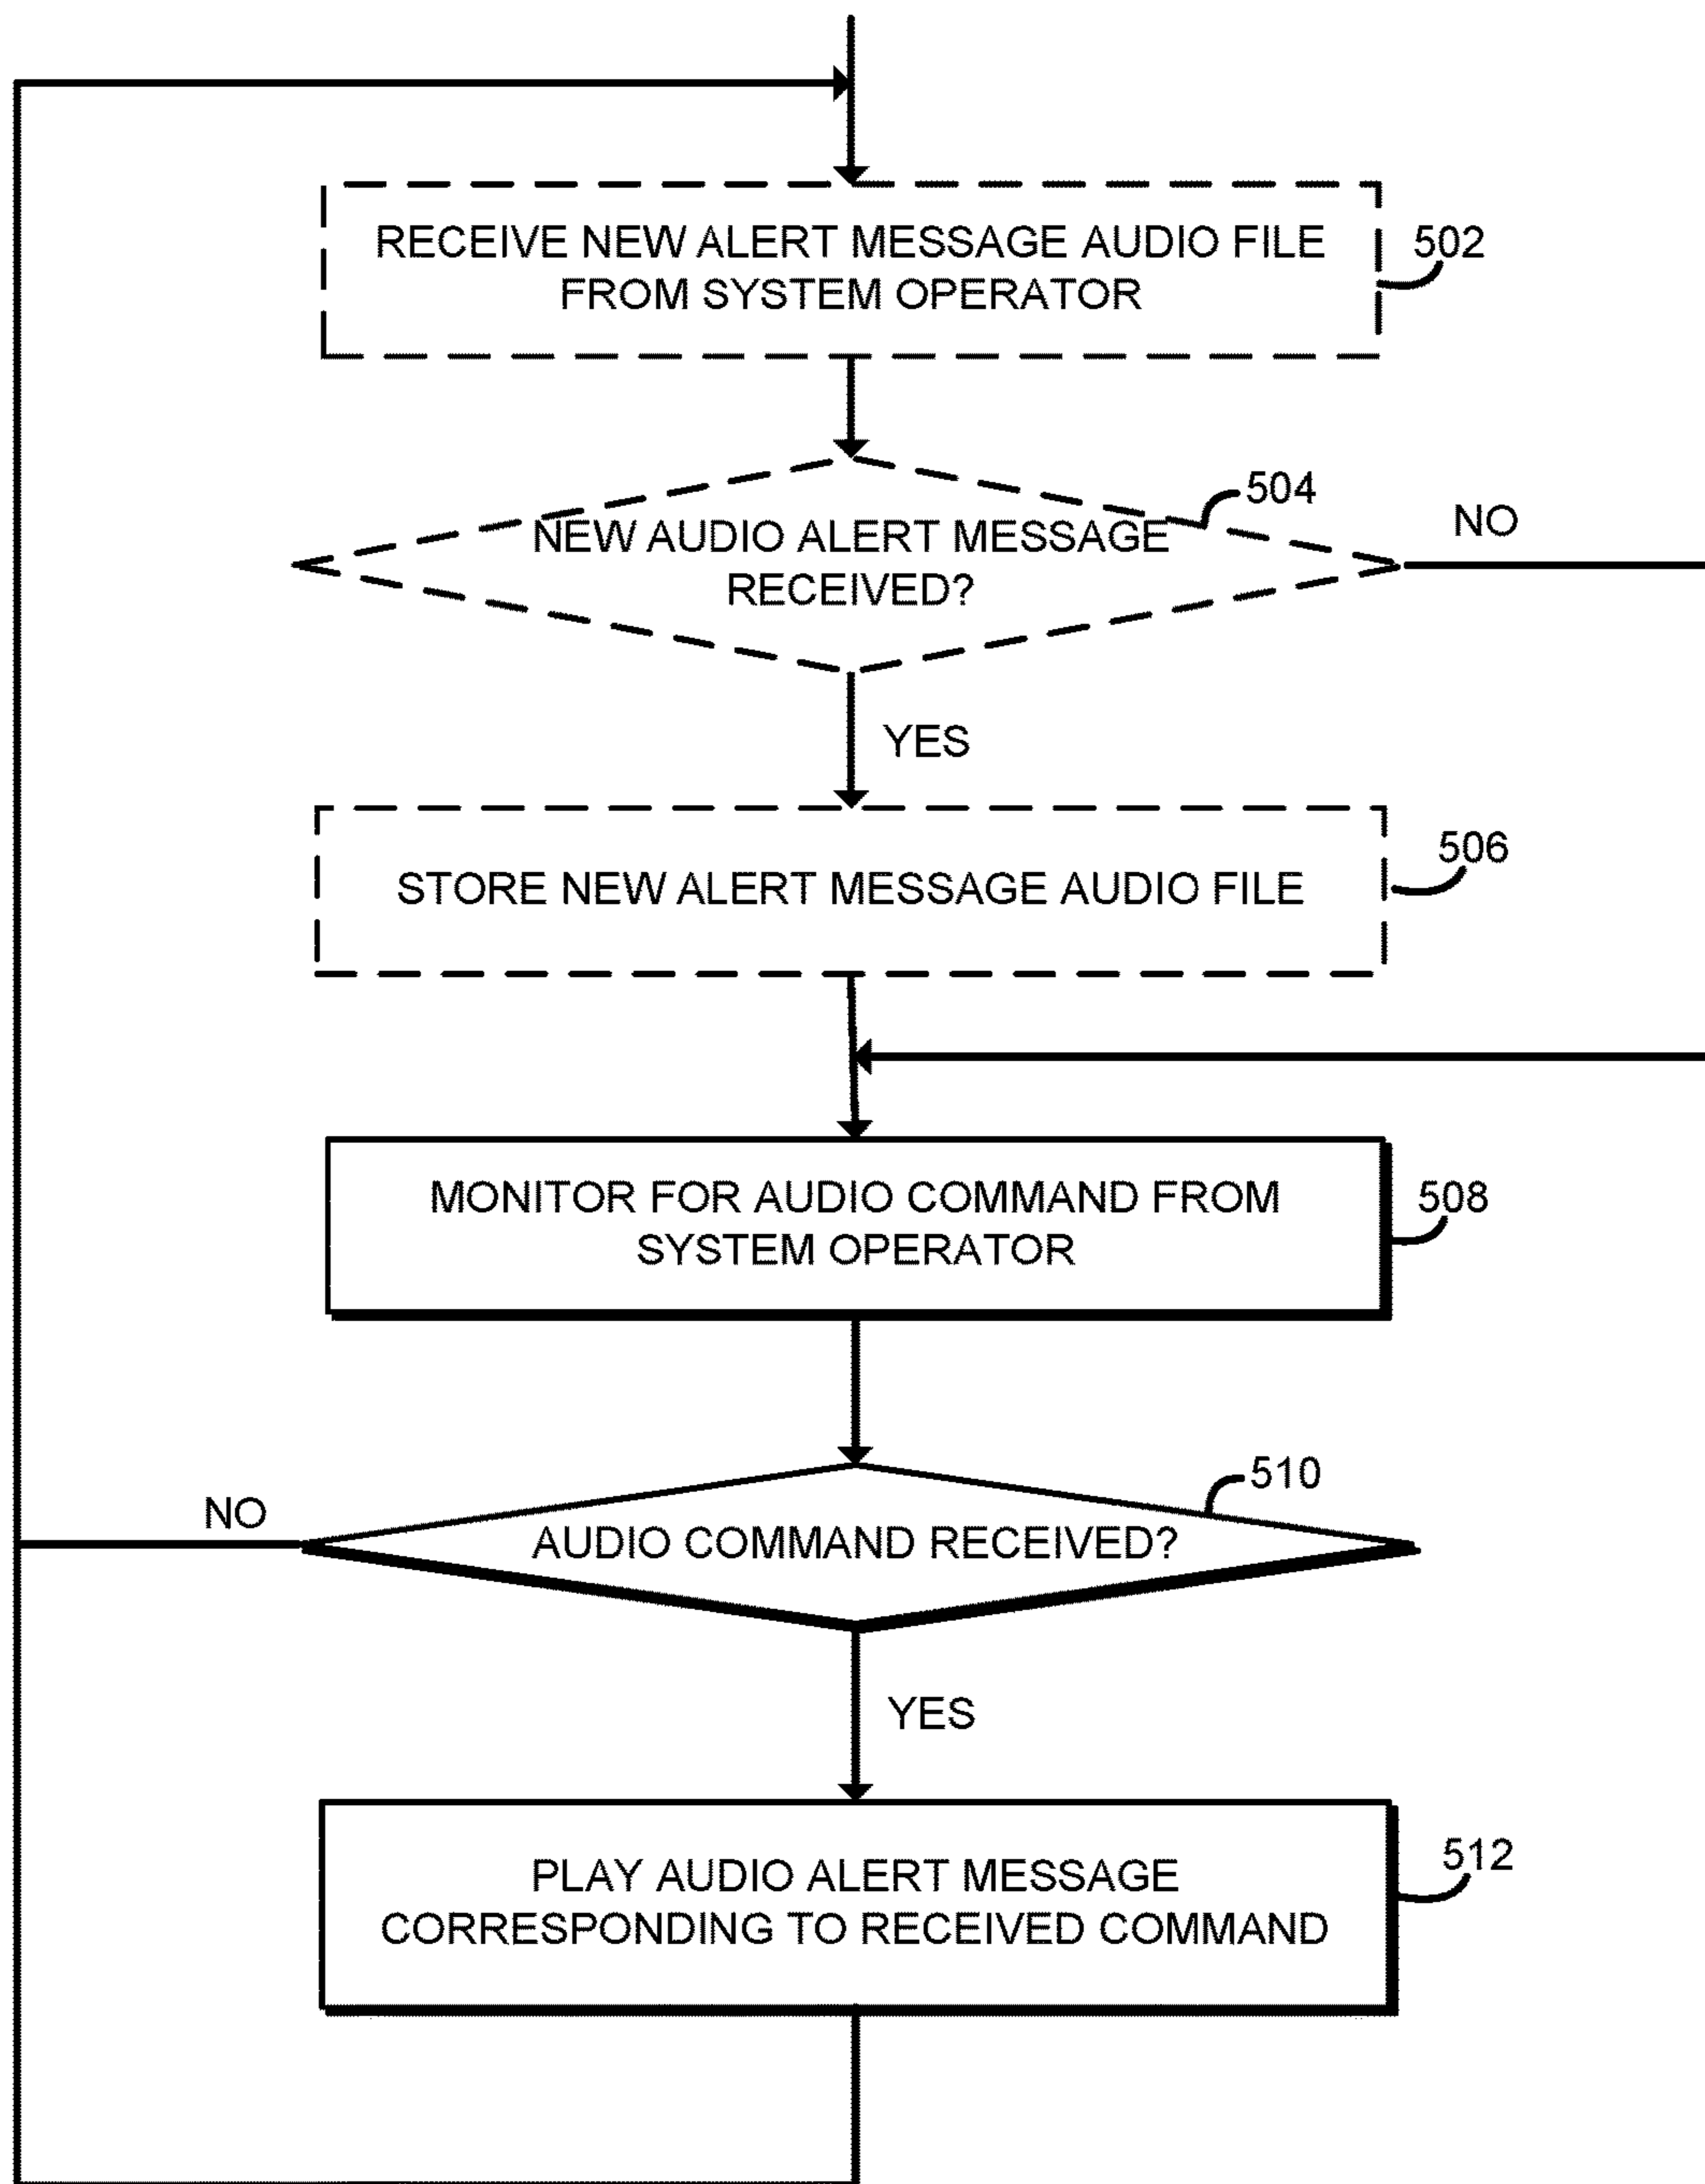 RECEIVE NEW ALERT MESSAGE AUDIO FILE
FROM SYSTEM OPERATOR
502
504
NEW AUDIO ALERT MESSAGE
RECEIVED?
NO
YES
STORE NEW ALERT MESSAGE AUDIO FILE
506
MONITOR FOR AUDIO COMMAND FROM
SYSTEM OPERATOR
508
510
NO
AUDIO COMMAND RECEIVED?
YES
PLAY AUDIO ALERT MESSAGE
CORRESPONDING TO RECEIVED COMMAND
512